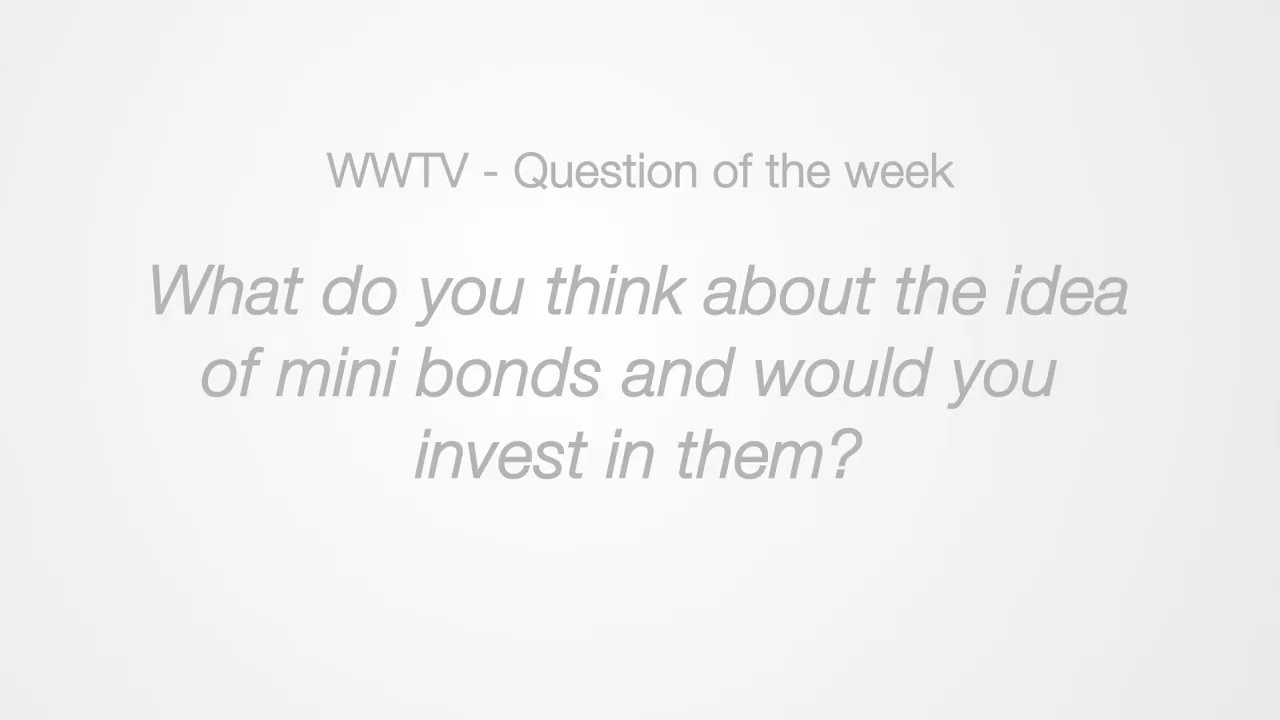 WWTV - Question of the week
What do you think about the idea
of mini bonds and would you
invest in them?